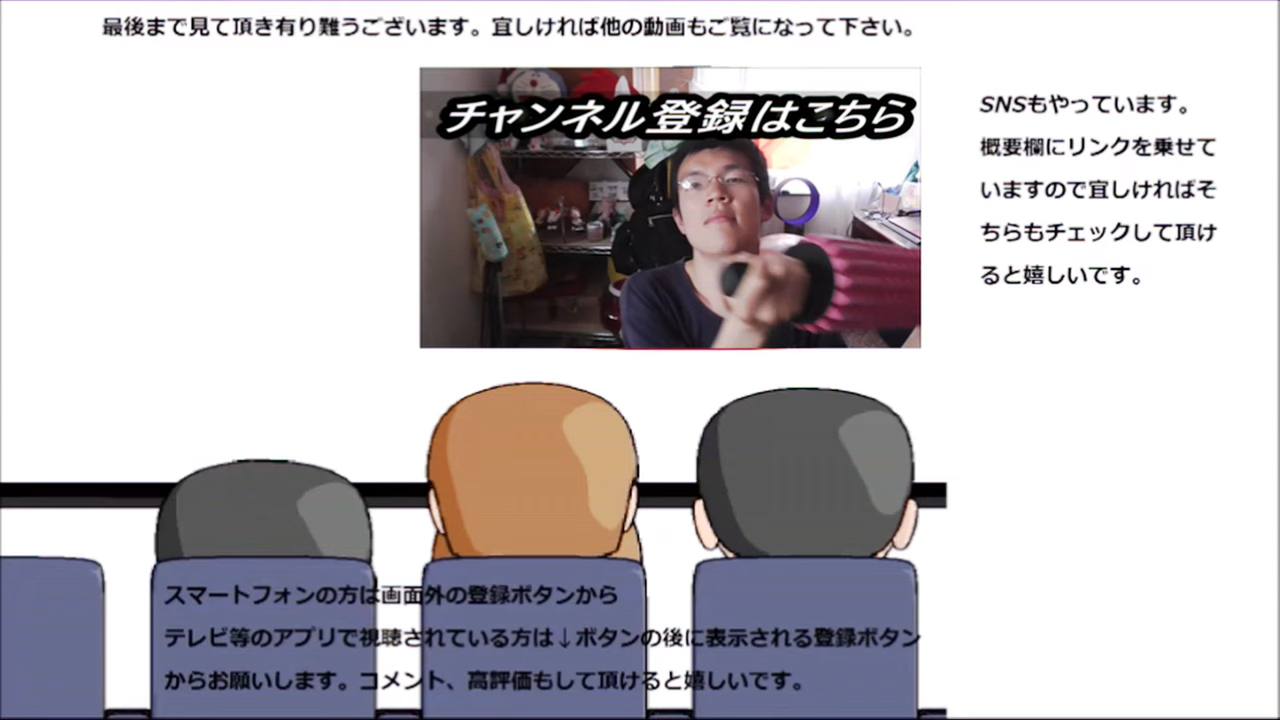 最後まで見て頂き有り難うございます。宜しければ他の動画もご覧になって下さい。
チャンネル登録はこちら
SNSもやっています。
概要欄にリンクを乗せて
いますので宜しければそ
ちらもチェックして頂け
ると嬉しいです。
スマートフォンの方は画面外の登録ボタンから
テレビ等のアプリで視聴されている方は↓ボタンの後に表示される登録ボタン
からお願いします。コメント、高評価もして頂けると嬉しいです。